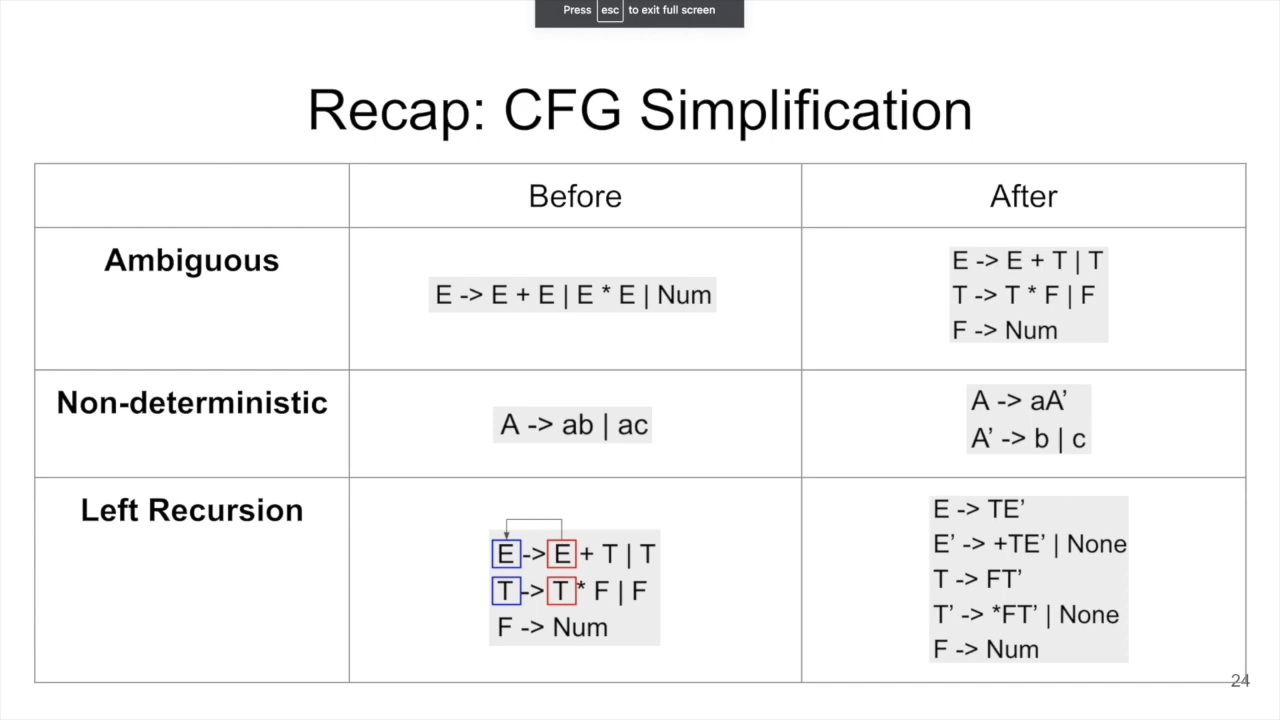 Press esc to exit full screen
Recap: CFG Simplification
Before
After
Ambiguous
E -> E + E | E * E | Num
E -> E + T | T
T -> T * F | F
F -> Num
Non-deterministic
A -> ab | ac
A -> aA’
A’ -> b | c
Left Recursion
E -> E + T | T
T -> T * F | F
F -> Num
E -> TE’
E’ -> +TE’ | None
T -> FT’
T’ -> *FT’ | None
F -> Num
24